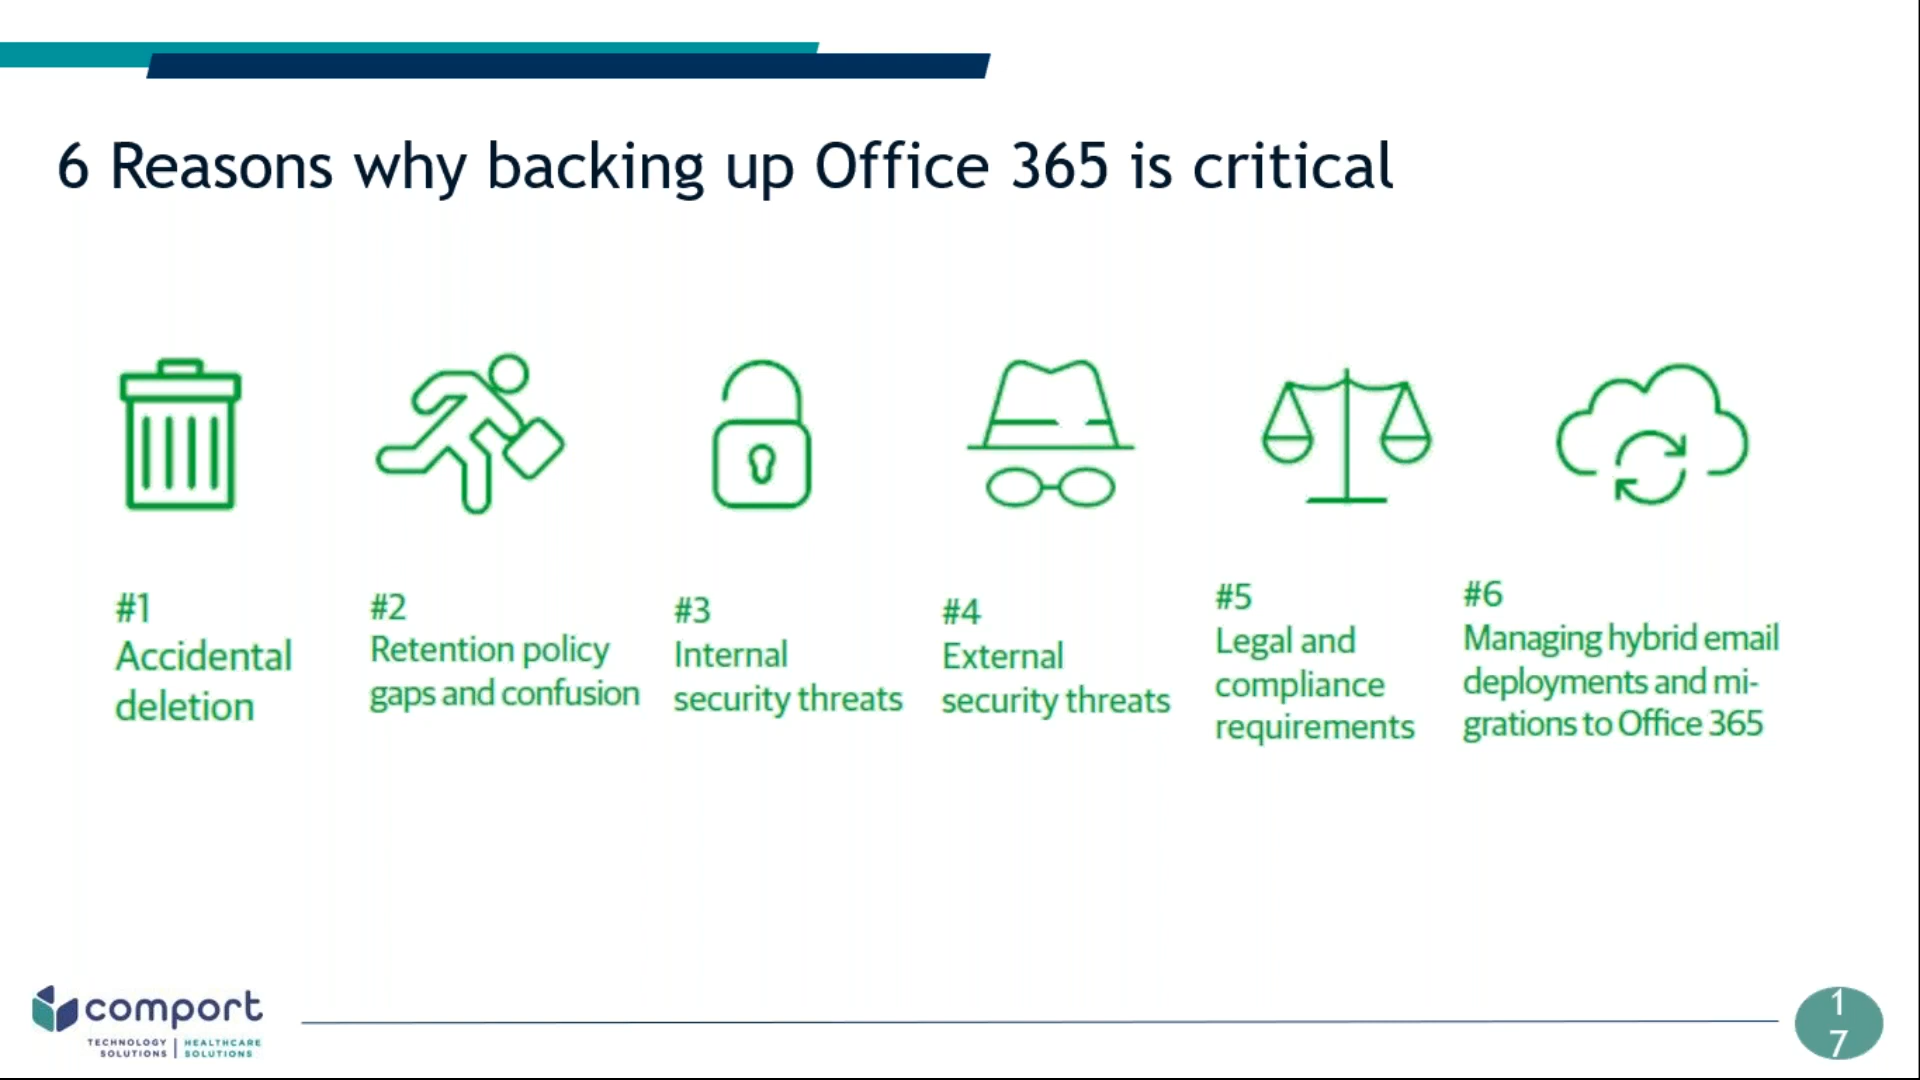 6 Reasons why backing up Office 365 is critical
#1
Accidental
deletion
#2
Retention policy
gaps and confusion
#3
Internal
security threats
#4
External
security threats
#5
Legal and
compliance
requirements
#6
Managing hybrid email
deployments and mi-
grations to Office 365
comport
TECHNOLOGY
SOLUTIONS
HEALTHCARE
SOLUTIONS
1
7